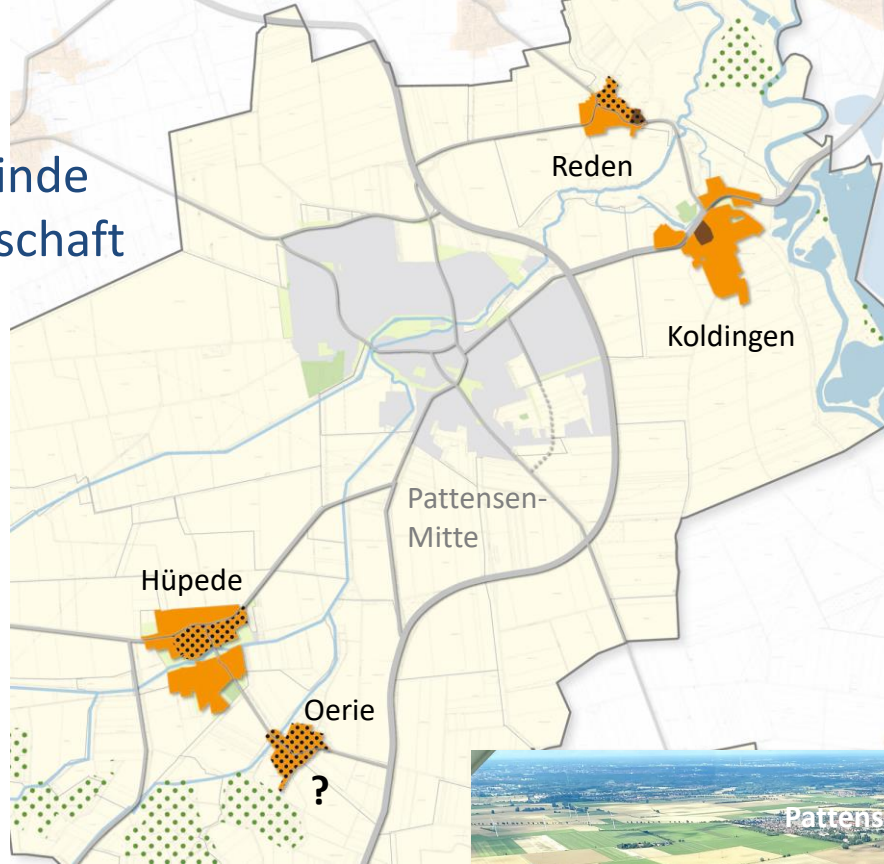 inde
schaft
Reden
Koldingen
Pattensen-
Mitte
Hüpede
Oerie
?
Pattens